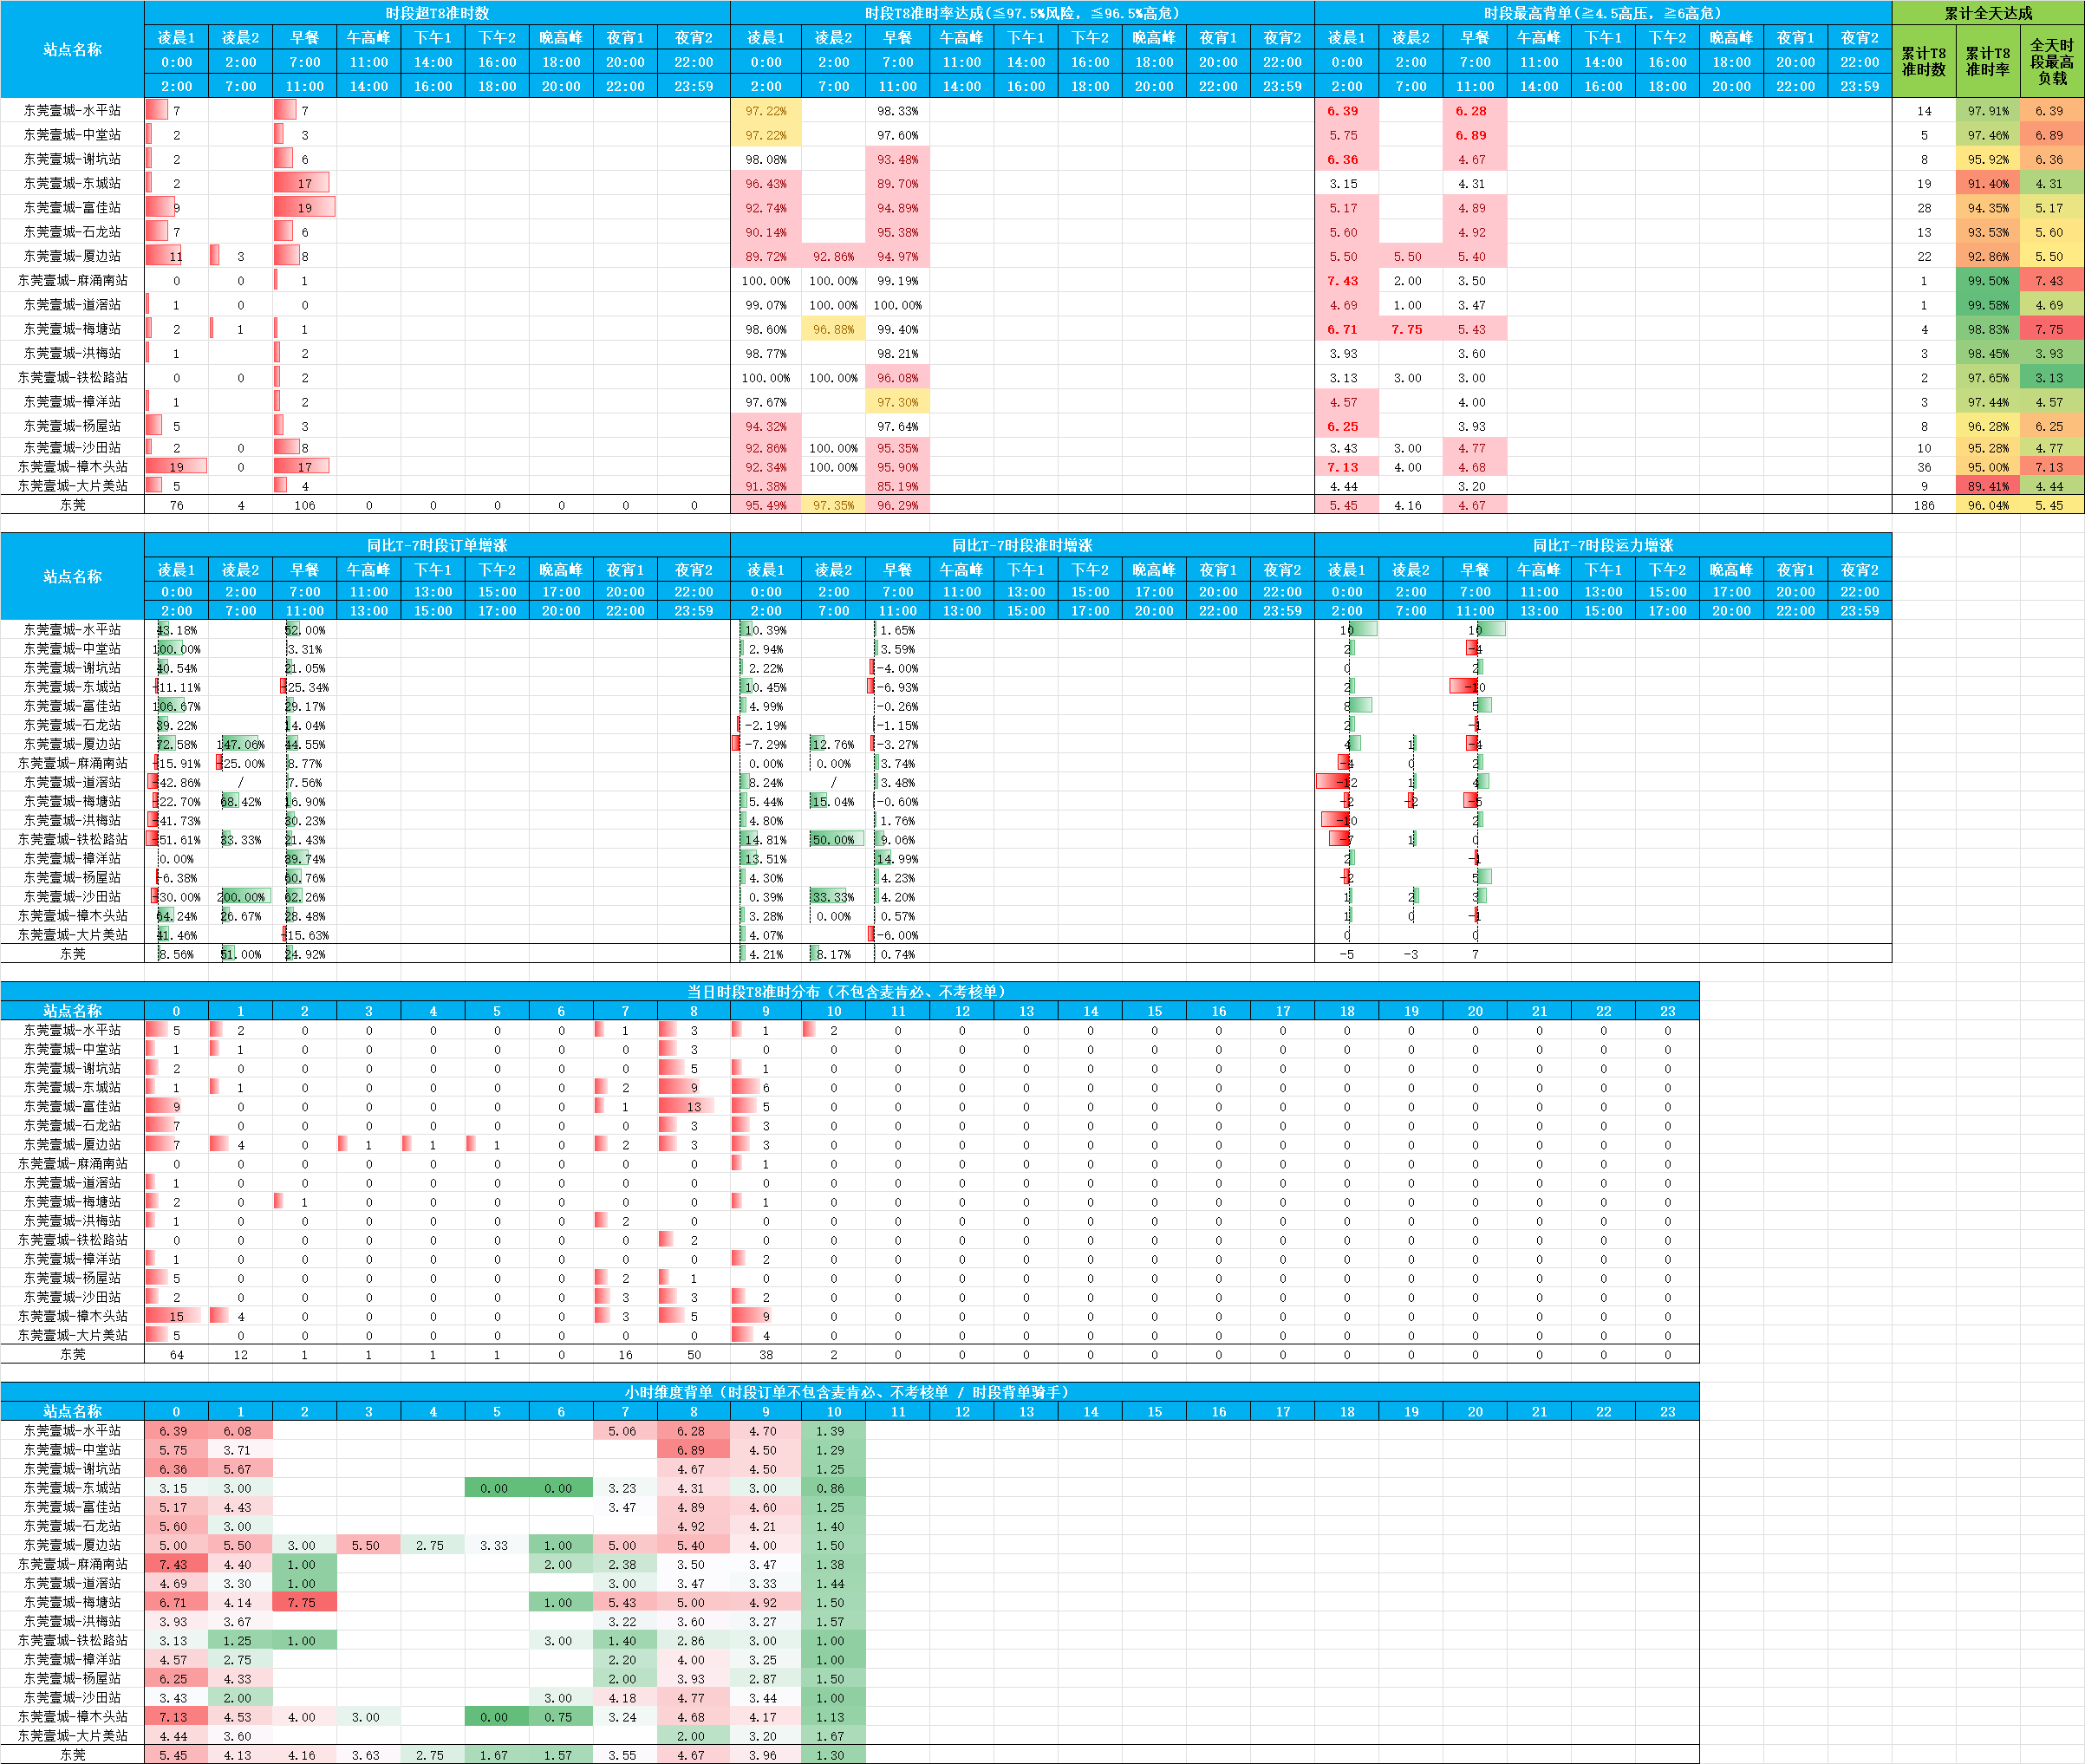 时段超T8准时数 时段T8准时率达成(≦97.5%风险, ≦96.5%高危) 时段最高背单(≧4.5高压, ≧6高危) 累计全天达成
站点名称 凌晨1 凌晨2 早餐 午高峰 下午1 下午2 晚高峰 夜宵1 夜宵2 凌晨1 凌晨2 早餐 午高峰 下午1 下午2 晚高峰 夜宵1 夜宵2 凌晨1 凌晨2 早餐 午高峰 下午1 下午2 晚高峰 夜宵1 夜宵2 累计T8准时数 累计T8准时率 全天时段最高负载
0:00 2:00 7:00 11:00 14:00 16:00 18:00 20:00 22:00 0:00 2:00 7:00 11:00 14:00 16:00 18:00 20:00 22:00 0:00 2:00 7:00 11:00 14:00 16:00 18:00 20:00 22:00
2:00 7:00 11:00 14:00 16:00 18:00 20:00 22:00 23:59 2:00 7:00 11:00 14:00 16:00 18:00 20:00 22:00 23:59 2:00 7:00 11:00 14:00 16:00 18:00 20:00 22:00 23:59
东莞壹城-水平站 7 7 97.22% 98.33% 6.39 6.28 14 97.91% 6.39
东莞壹城-中堂站 2 3 97.22% 97.60% 5.75 6.89 5 97.46% 6.89
东莞壹城-谢坑站 2 6 98.08% 93.48% 6.36 4.67 8 95.92% 6.36
东莞壹城-东城站 2 17 96.43% 89.70% 3.15 4.31 19 91.40% 4.31
东莞壹城-富佳站 9 19 92.74% 94.89% 5.17 4.89 28 94.35% 5.17
东莞壹城-石龙站 7 6 90.14% 95.38% 5.60 4.92 13 93.53% 5.60
东莞壹城-厦边站 11 3 8 89.72% 92.86% 94.97% 5.50 5.50 5.40 22 92.86% 5.50
东莞壹城-麻涌南站 0 0 1 100.00% 100.00% 99.19% 7.43 2.00 3.50 1 99.50% 7.43
东莞壹城-道滘站 1 0 0 99.07% 100.00% 100.00% 4.69 1.00 3.47 1 99.58% 4.69
东莞壹城-梅塘站 2 1 1 98.60% 96.88% 99.40% 6.71 7.75 5.43 4 98.83% 7.75
东莞壹城-洪梅站 1 2 98.77% 98.21% 3.93 3.60 3 98.45% 3.93
东莞壹城-铁松路站 0 0 2 100.00% 100.00% 96.08% 3.13 3.00 3.00 2 97.65% 3.13
东莞壹城-樟洋站 1 2 97.67% 97.30% 4.57 4.00 3 97.44% 4.57
东莞壹城-杨屋站 5 3 94.32% 97.64% 6.25 3.93 8 96.28% 6.25
东莞壹城-沙田站 2 0 8 92.86% 100.00% 95.35% 3.43 3.00 4.77 10 95.28% 4.77
东莞壹城-樟木头站 19 0 17 92.34% 100.00% 95.90% 7.13 4.00 4.68 36 95.00% 7.13
东莞壹城-大片美站 5 4 91.38% 85.19% 4.44 3.20 9 89.41% 4.44
东莞 76 4 106 0 0 0 0 0 0 95.49% 97.35% 96.29% 5.45 4.16 4.67 186 96.04% 5.45
同比T-7时段订单增涨 同比T-7时段准时增涨 同比T-7时段运力增涨
站点名称 凌晨1 凌晨2 早餐 午高峰 下午1 下午2 晚高峰 夜宵1 夜宵2 凌晨1 凌晨2 早餐 午高峰 下午1 下午2 晚高峰 夜宵1 夜宵2 凌晨1 凌晨2 早餐 午高峰 下午1 下午2 晚高峰 夜宵1 夜宵2
0:00 2:00 7:00 11:00 13:00 15:00 17:00 20:00 22:00 0:00 2:00 7:00 11:00 13:00 15:00 17:00 20:00 22:00 0:00 2:00 7:00 11:00 13:00 15:00 17:00 20:00 22:00
2:00 7:00 11:00 13:00 15:00 17:00 20:00 22:00 23:59 2:00 7:00 11:00 13:00 15:00 17:00 20:00 22:00 23:59 2:00 7:00 11:00 13:00 15:00 17:00 20:00 22:00 23:59
东莞壹城-水平站 43.18% 52.00% 10.39% 1.65% 10 10
东莞壹城-中堂站 100.00% 3.31% 2.94% 3.59% 2 -4
东莞壹城-谢坑站 40.54% 21.05% 2.22% -4.00% 0 2
东莞壹城-东城站 -11.11% -25.34% 10.45% -6.93% 2 -10
东莞壹城-富佳站 106.67% 29.17% 4.99% -0.26% 8 5
东莞壹城-石龙站 39.22% 14.04% -2.19% -1.15% 2 -1
东莞壹城-厦边站 72.58% 147.06% 44.55% -7.29% 12.76% -3.27% 4 1 -4
东莞壹城-麻涌南站 -15.91% -25.00% 8.77% 0.00% 0.00% 3.74% -4 0 2
东莞壹城-道滘站 -42.86% / 7.56% 8.24% / 3.48% -12 1 4
东莞壹城-梅塘站 -22.70% 68.42% 16.90% 5.44% 15.04% -0.60% -2 -2 -5
东莞壹城-洪梅站 -41.73% 30.23% 4.80% 1.76% -10 2
东莞壹城-铁松路站 -51.61% 33.33% 21.43% 14.81% 50.00% 9.06% -7 1 0
东莞壹城-樟洋站 0.00% 39.74% 13.51% 14.99% 2 -1
东莞壹城-杨屋站 -6.38% 60.76% 4.30% 4.23% -2 5
东莞壹城-沙田站 -30.00% 200.00% 62.26% 0.39% 33.33% 4.20% 1 2 3
东莞壹城-樟木头站 64.24% 26.67% 28.48% 3.28% 0.00% 0.57% 1 0 -1
东莞壹城-大片美站 41.46% -15.63% 4.07% -6.00% 0 0
东莞 8.56% 51.00% 24.92% 4.21% 8.17% 0.74% -5 -3 7
当日时段T8准时分布（不包含麦肯必、不考核单）
站点名称 0 1 2 3 4 5 6 7 8 9 10 11 12 13 14 15 16 17 18 19 20 21 22 23
东莞壹城-水平站 5 2 0 0 0 0 0 1 3 1 2 0 0 0 0 0 0 0 0 0 0 0 0 0
东莞壹城-中堂站 1 1 0 0 0 0 0 0 3 0 0 0 0 0 0 0 0 0 0 0 0 0 0 0
东莞壹城-谢坑站 2 0 0 0 0 0 0 0 5 1 0 0 0 0 0 0 0 0 0 0 0 0 0 0
东莞壹城-东城站 1 1 0 0 0 0 0 2 9 6 0 0 0 0 0 0 0 0 0 0 0 0 0 0
东莞壹城-富佳站 9 0 0 0 0 0 0 1 13 5 0 0 0 0 0 0 0 0 0 0 0 0 0 0
东莞壹城-石龙站 7 0 0 0 0 0 0 0 3 3 0 0 0 0 0 0 0 0 0 0 0 0 0 0
东莞壹城-厦边站 7 4 0 1 1 1 0 2 3 3 0 0 0 0 0 0 0 0 0 0 0 0 0 0
东莞壹城-麻涌南站 0 0 0 0 0 0 0 0 0 1 0 0 0 0 0 0 0 0 0 0 0 0 0 0
东莞壹城-道滘站 1 0 0 0 0 0 0 0 0 0 0 0 0 0 0 0 0 0 0 0 0 0 0 0
东莞壹城-梅塘站 2 0 1 0 0 0 0 0 0 1 0 0 0 0 0 0 0 0 0 0 0 0 0 0
东莞壹城-洪梅站 1 0 0 0 0 0 0 2 0 0 0 0 0 0 0 0 0 0 0 0 0 0 0 0
东莞壹城-铁松路站 0 0 0 0 0 0 0 0 2 0 0 0 0 0 0 0 0 0 0 0 0 0 0 0
东莞壹城-樟洋站 1 0 0 0 0 0 0 0 0 2 0 0 0 0 0 0 0 0 0 0 0 0 0 0
东莞壹城-杨屋站 5 0 0 0 0 0 0 2 1 0 0 0 0 0 0 0 0 0 0 0 0 0 0 0
东莞壹城-沙田站 2 0 0 0 0 0 0 3 3 2 0 0 0 0 0 0 0 0 0 0 0 0 0 0
东莞壹城-樟木头站 15 4 0 0 0 0 0 3 5 9 0 0 0 0 0 0 0 0 0 0 0 0 0 0
东莞壹城-大片美站 5 0 0 0 0 0 0 0 0 4 0 0 0 0 0 0 0 0 0 0 0 0 0 0
东莞 64 12 1 1 1 1 0 16 50 38 2 0 0 0 0 0 0 0 0 0 0 0 0 0
小时维度背单（时段订单不包含麦肯必、不考核单 / 时段背单骑手）
站点名称 0 1 2 3 4 5 6 7 8 9 10 11 12 13 14 15 16 17 18 19 20 21 22 23
东莞壹城-水平站 6.39 6.08 5.06 6.28 4.70 1.39
东莞壹城-中堂站 5.75 3.71 6.89 4.50 1.29
东莞壹城-谢坑站 6.36 5.67 4.67 4.50 1.25
东莞壹城-东城站 3.15 3.00 0.00 0.00 3.23 4.31 3.00 0.86
东莞壹城-富佳站 5.17 4.43 3.47 4.89 4.60 1.25
东莞壹城-石龙站 5.60 3.00 4.92 4.21 1.40
东莞壹城-厦边站 5.00 5.50 3.00 5.50 2.75 3.33 1.00 5.00 5.40 4.00 1.50
东莞壹城-麻涌南站 7.43 4.40 1.00 2.00 2.38 3.50 3.47 1.38
东莞壹城-道滘站 4.69 3.30 1.00 3.00 3.47 3.33 1.44
东莞壹城-梅塘站 6.71 4.14 7.75 1.00 5.43 5.00 4.92 1.50
东莞壹城-洪梅站 3.93 3.67 3.22 3.60 3.27 1.57
东莞壹城-铁松路站 3.13 1.25 1.00 3.00 1.40 2.86 3.00 1.00
东莞壹城-樟洋站 4.57 2.75 2.20 4.00 3.25 1.00
东莞壹城-杨屋站 6.25 4.33 2.00 3.93 2.87 1.50
东莞壹城-沙田站 3.43 2.00 3.00 4.18 4.77 3.44 1.00
东莞壹城-樟木头站 7.13 4.53 4.00 3.00 0.00 0.75 3.24 4.68 4.17 1.13
东莞壹城-大片美站 4.44 3.60 2.00 3.20 1.67
东莞 5.45 4.13 4.16 3.63 2.75 1.67 1.57 3.55 4.67 3.96 1.30